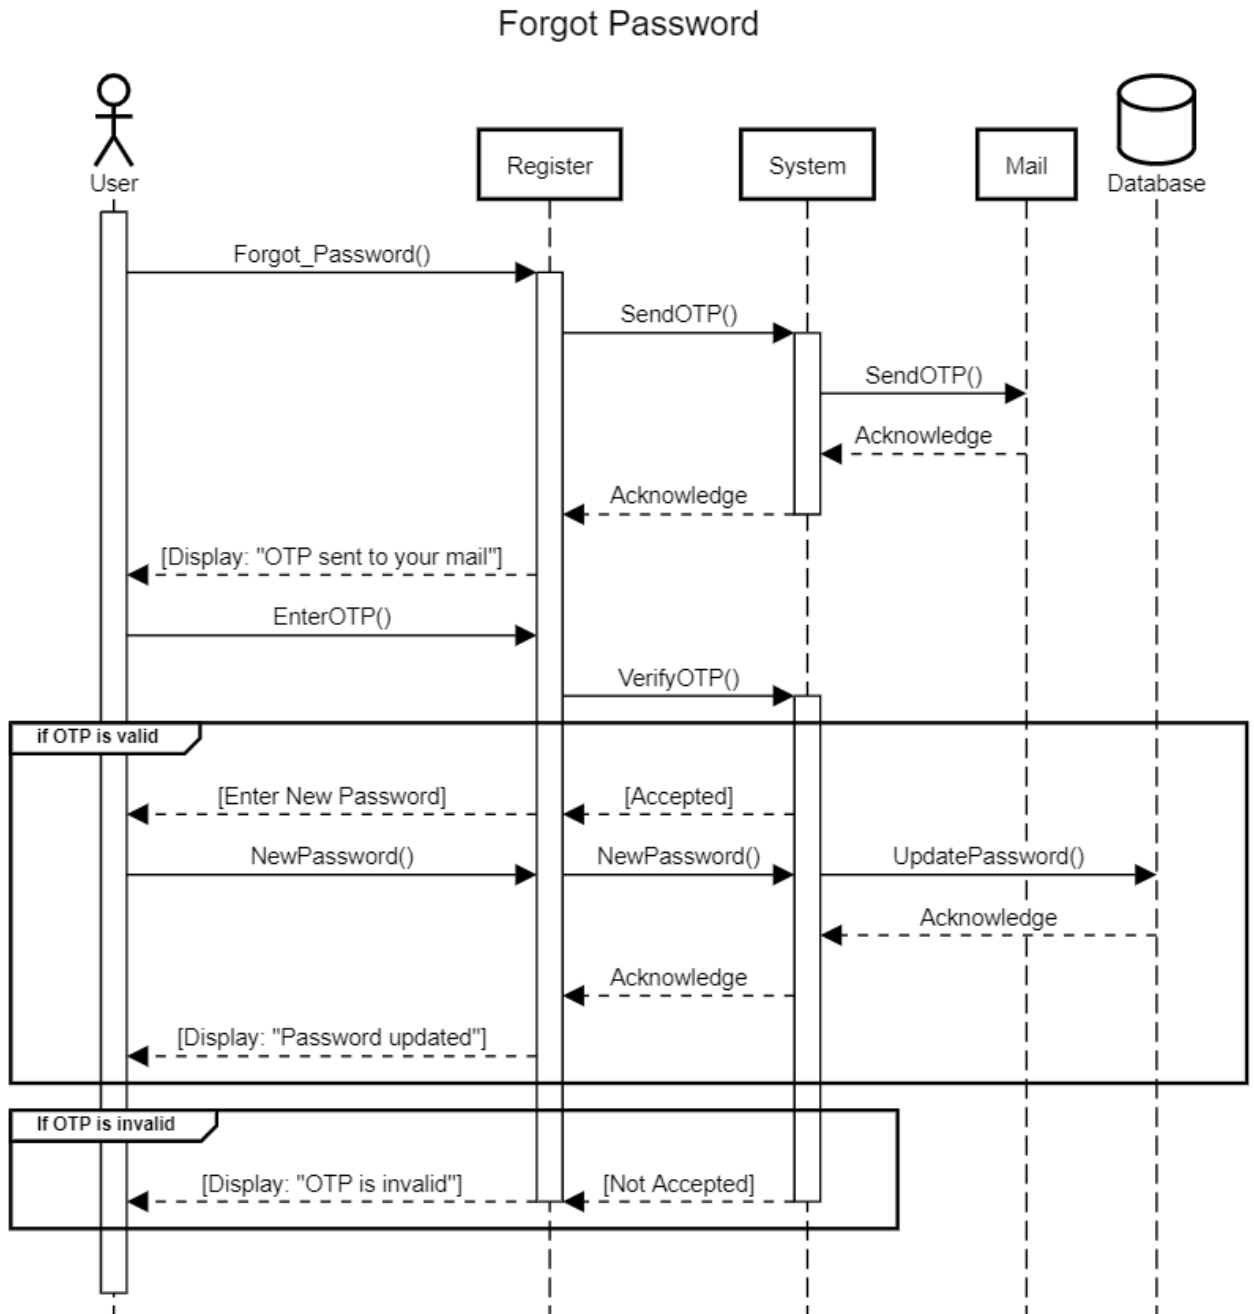 Forgot Password
User
Register
System
Mail
Database
Forgot_Password()
SendOTP()
SendOTP()
Acknowledge
Acknowledge
[Display: "OTP sent to your mail"]
EnterOTP()
VerifyOTP()
if OTP is valid
[Enter New Password]
[Accepted]
NewPassword()
NewPassword()
UpdatePassword()
Acknowledge
Acknowledge
[Display: "Password updated"]
If OTP is invalid
[Display: "OTP is invalid"]
[Not Accepted]